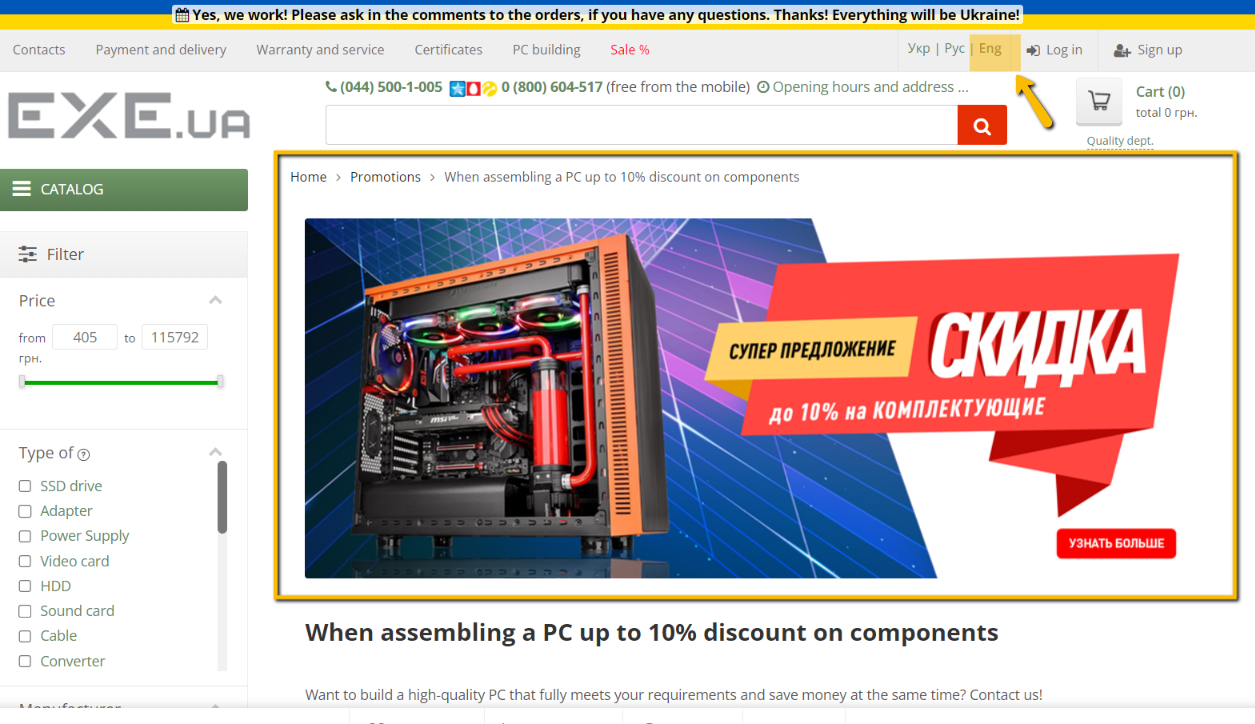 Yes, we work! Please ask in the comments to the orders, if you have any questions. Thanks! Everything will be Ukraine!
Contacts Payment and delivery Warranty and service Certificates PC building Sale % Укр | Рус | Eng Log in Sign up
(044) 500-1-005 0 (800) 604-517 (free from the mobile) Opening hours and address ...
EXE.UA
Cart (0)
total 0 грн.
Quality dept.
CATALOG
Home > Promotions > When assembling a PC up to 10% discount on components
Filter
Price
from 405 to 115792
грн.
Type of ?
SSD drive
Adapter
Power Supply
Video card
HDD
Sound card
Cable
Converter
Manufacturer
msi
СУПЕР ПРЕДЛОЖЕНИЕ
СКИДКА
до 10% на КОМПЛЕКТУЮЩИЕ
УЗНАТЬ БОЛЬШЕ
When assembling a PC up to 10% discount on components
Want to build a high-quality PC that fully meets your requirements and save money at the same time? Contact us!